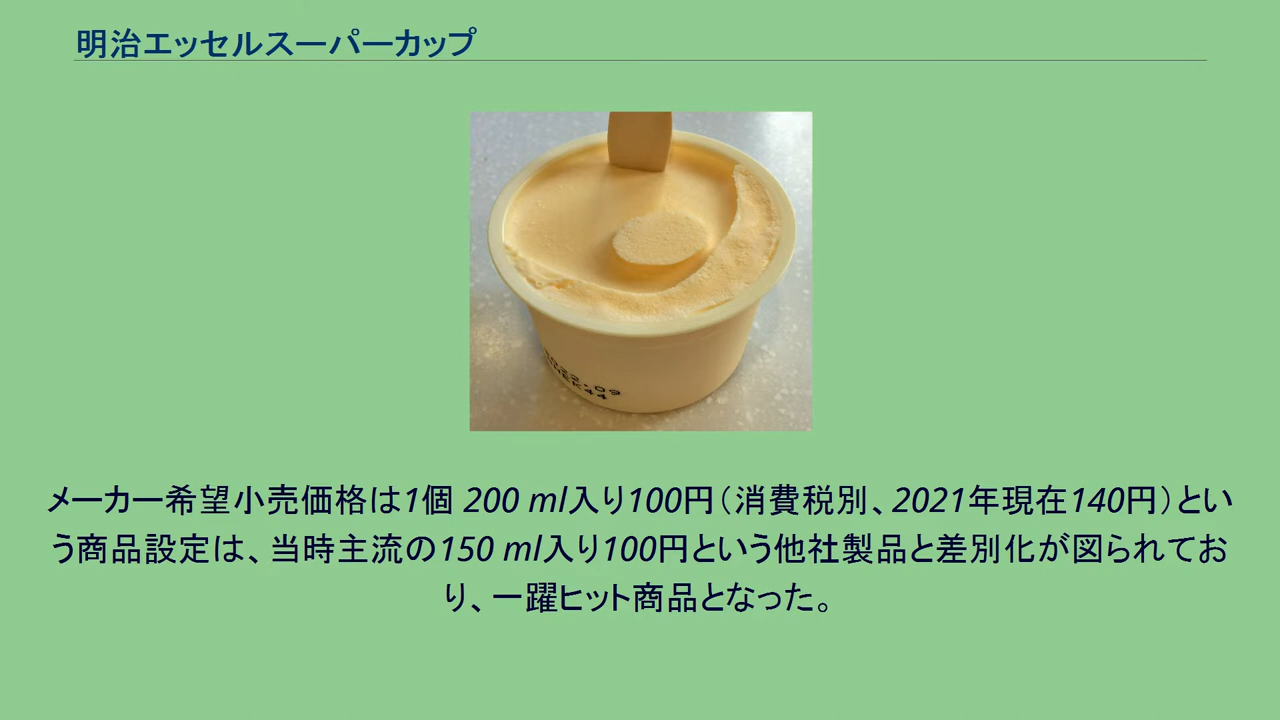 明治エッセルスーパーカップ
2022.09
メーカー希望小売価格は1個 200 ml入り100円（消費税別、2021年現在140円）とい
う商品設定は、当時主流の150 ml入り100円という他社製品と差別化が図られてお
り、一躍ヒット商品となった。